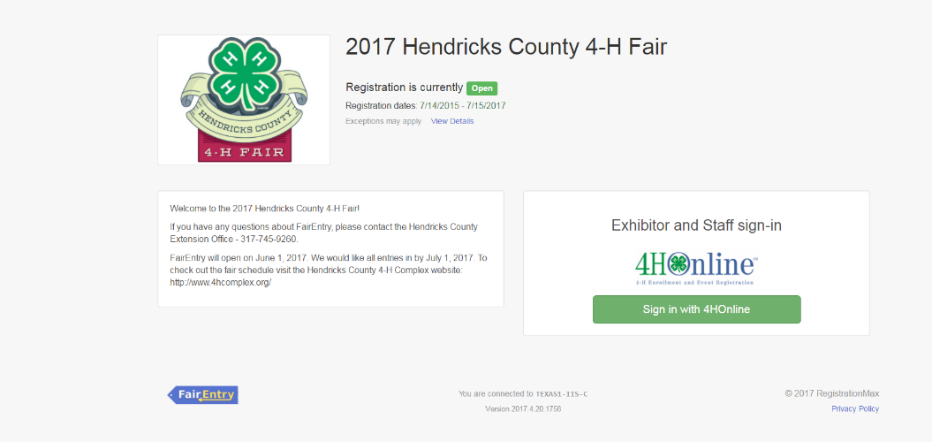 2017 Hendricks County 4-H Fair
H H
H H
HENDRICKS COUNTY
4-H FAIR
Registration is currently Open
Registration dates: 7/14/2015 - 7/15/2017
Exceptions may apply View Details
Welcome to the 2017 Hendricks County 4-H Fair!
If you have any questions about FairEntry, please contact the Hendricks County
Extension Office - 317-745-9260.
FairEntry will open on June 1, 2017. We would like all entries in by July 1, 2017. To
check out the fair schedule visit the Hendricks County 4-H Complex website:
http://www.4hcomplex.org/
Exhibitor and Staff sign-in
4HOnline™
4-H Enrollment and Event Registration
Sign in with 4HOnline
FairEntry
You are connected to TEXAS1-IIS-C
Version 2017.4.20.1758
© 2017 RegistrationMax
Privacy Policy